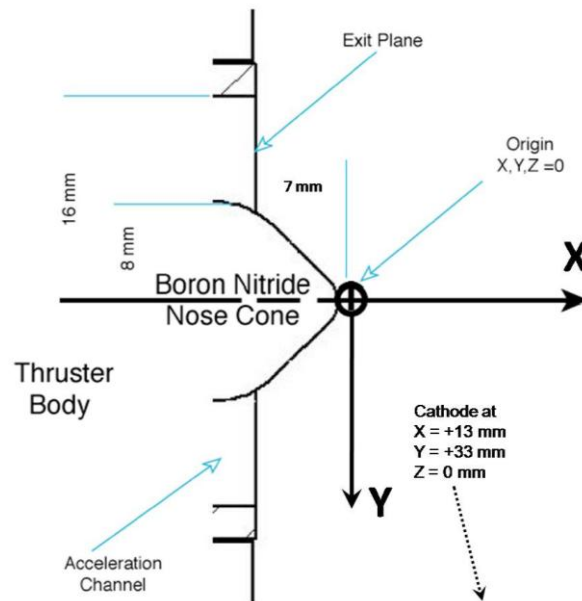 Exit Plane
Origin
X,Y,Z =0
7 mm
16 mm
8 mm
X
Boron Nitride
Nose Cone
Thruster
Body
Cathode at
X = +13 mm
Y = +33 mm
Z = 0 mm
Y
Acceleration
Channel